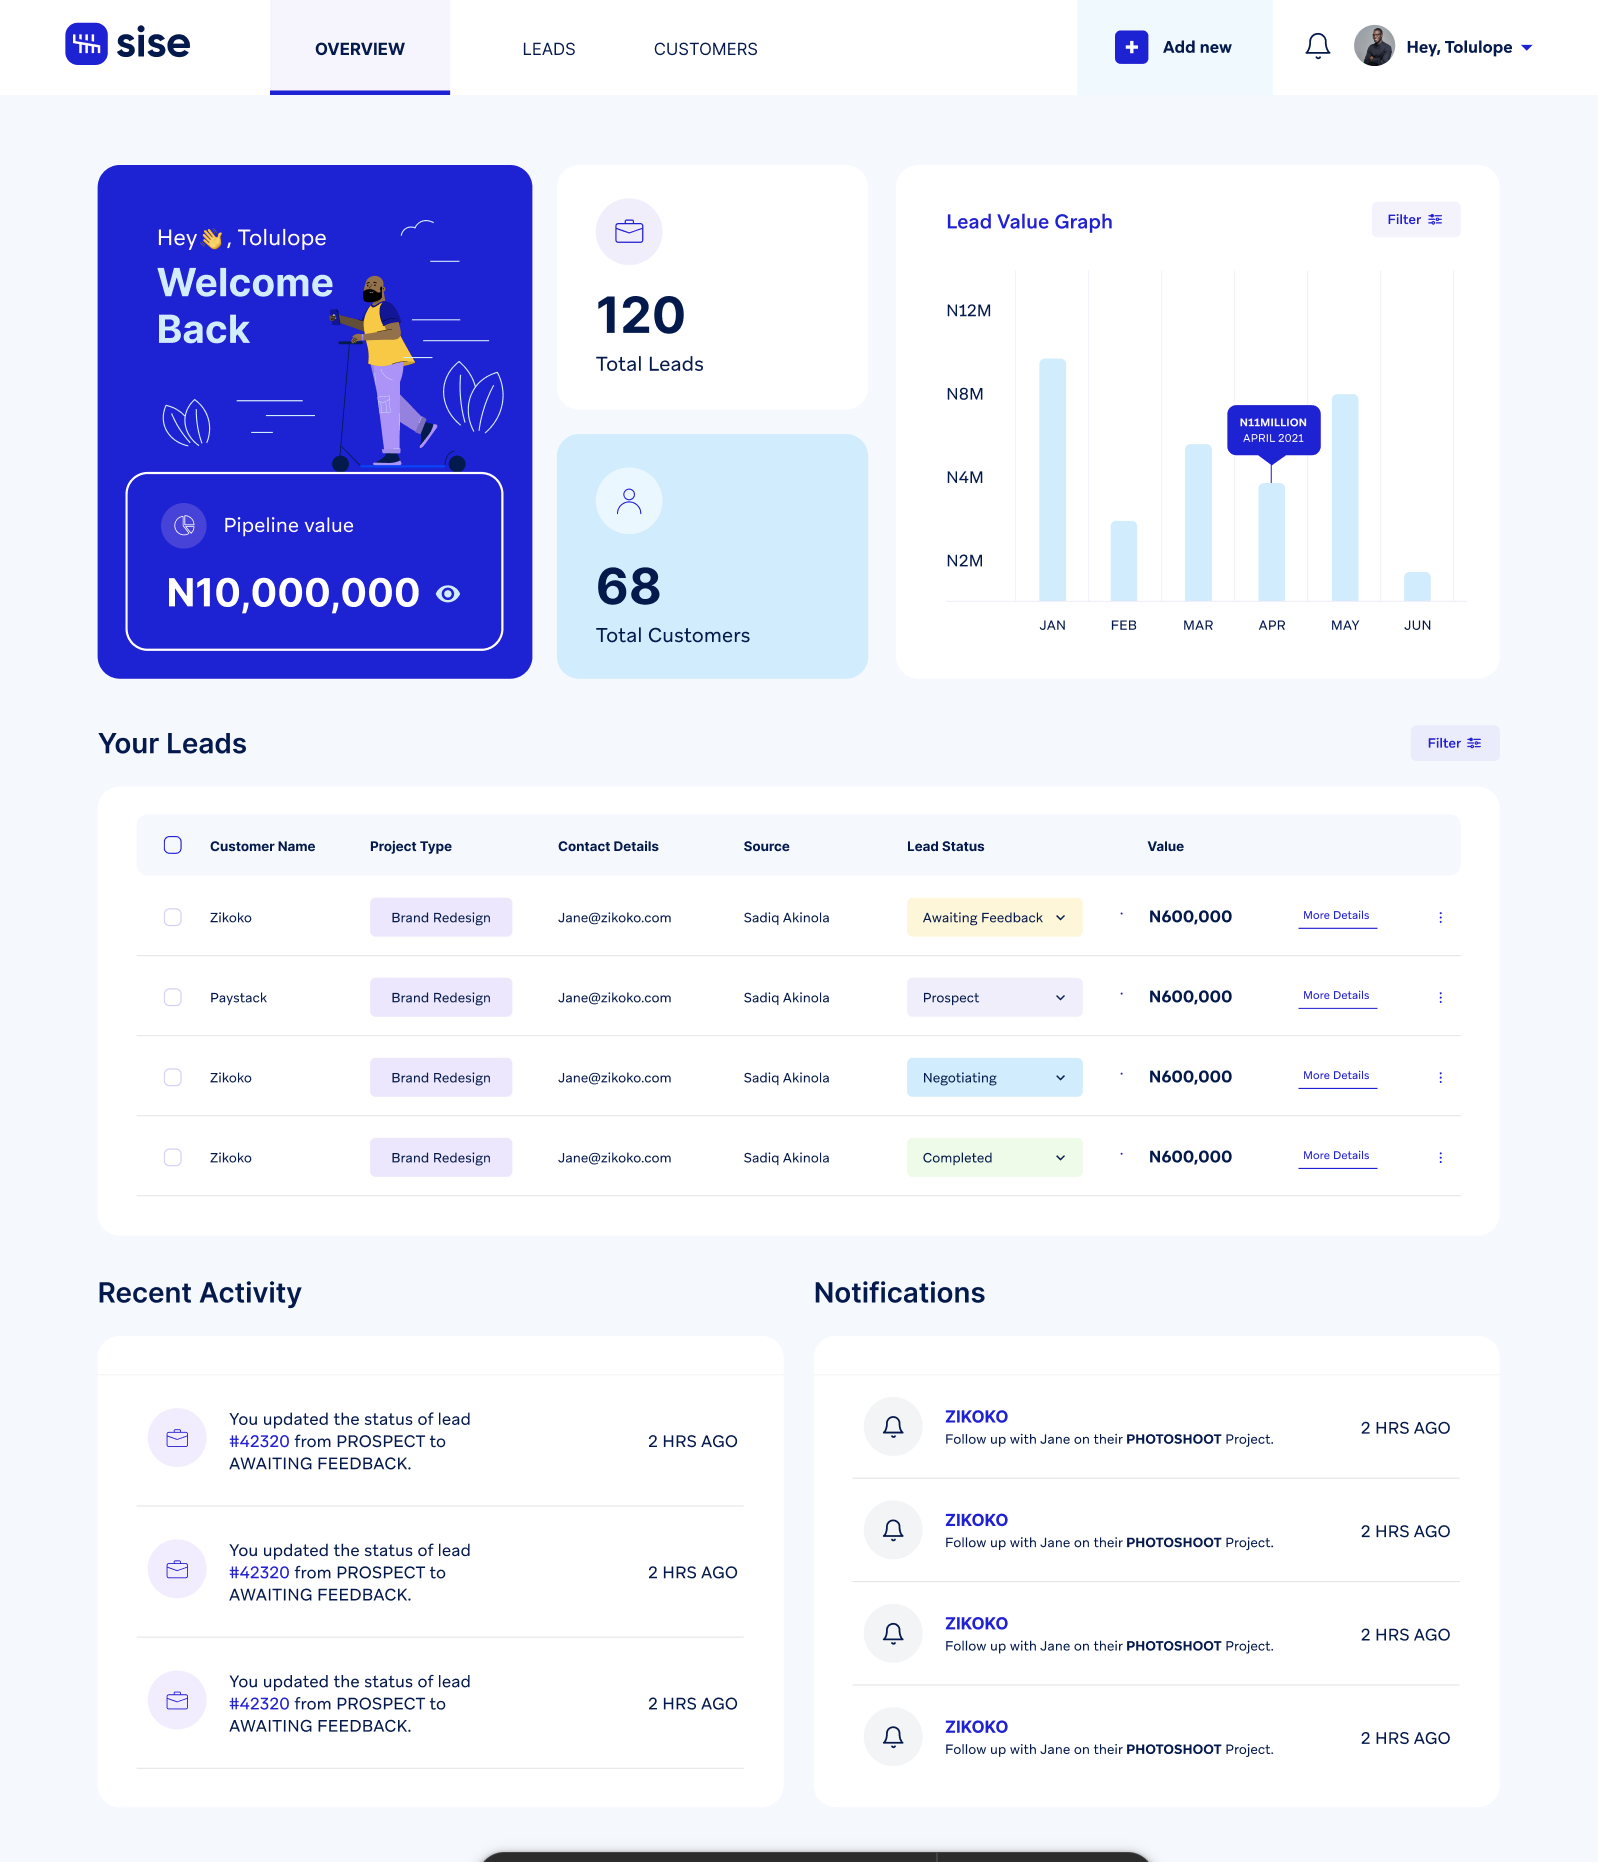 sise
OVERVIEW
LEADS
CUSTOMERS
Add new
Hey, Tolulope
Hey👋, Tolulope
Welcome
Back
Pipeline value
N10,000,000
120
Total Leads
68
Total Customers
Lead Value Graph
Filter
N12M
N8M
N4M
N2M
N11MILLION
APRIL 2021
JAN FEB MAR APR MAY JUN
Your Leads
Filter
Customer Name Project Type Contact Details Source Lead Status Value
Zikoko Brand Redesign Jane@zikoko.com Sadiq Akinola Awaiting Feedback N600,000 More Details
Paystack Brand Redesign Jane@zikoko.com Sadiq Akinola Prospect N600,000 More Details
Zikoko Brand Redesign Jane@zikoko.com Sadiq Akinola Negotiating N600,000 More Details
Zikoko Brand Redesign Jane@zikoko.com Sadiq Akinola Completed N600,000 More Details
Recent Activity
You updated the status of lead
#42320 from PROSPECT to
AWAITING FEEDBACK.
2 HRS AGO
You updated the status of lead
#42320 from PROSPECT to
AWAITING FEEDBACK.
2 HRS AGO
You updated the status of lead
#42320 from PROSPECT to
AWAITING FEEDBACK.
2 HRS AGO
Notifications
ZIKOKO
Follow up with Jane on their PHOTOSHOOT Project.
2 HRS AGO
ZIKOKO
Follow up with Jane on their PHOTOSHOOT Project.
2 HRS AGO
ZIKOKO
Follow up with Jane on their PHOTOSHOOT Project.
2 HRS AGO
ZIKOKO
Follow up with Jane on their PHOTOSHOOT Project.
2 HRS AGO